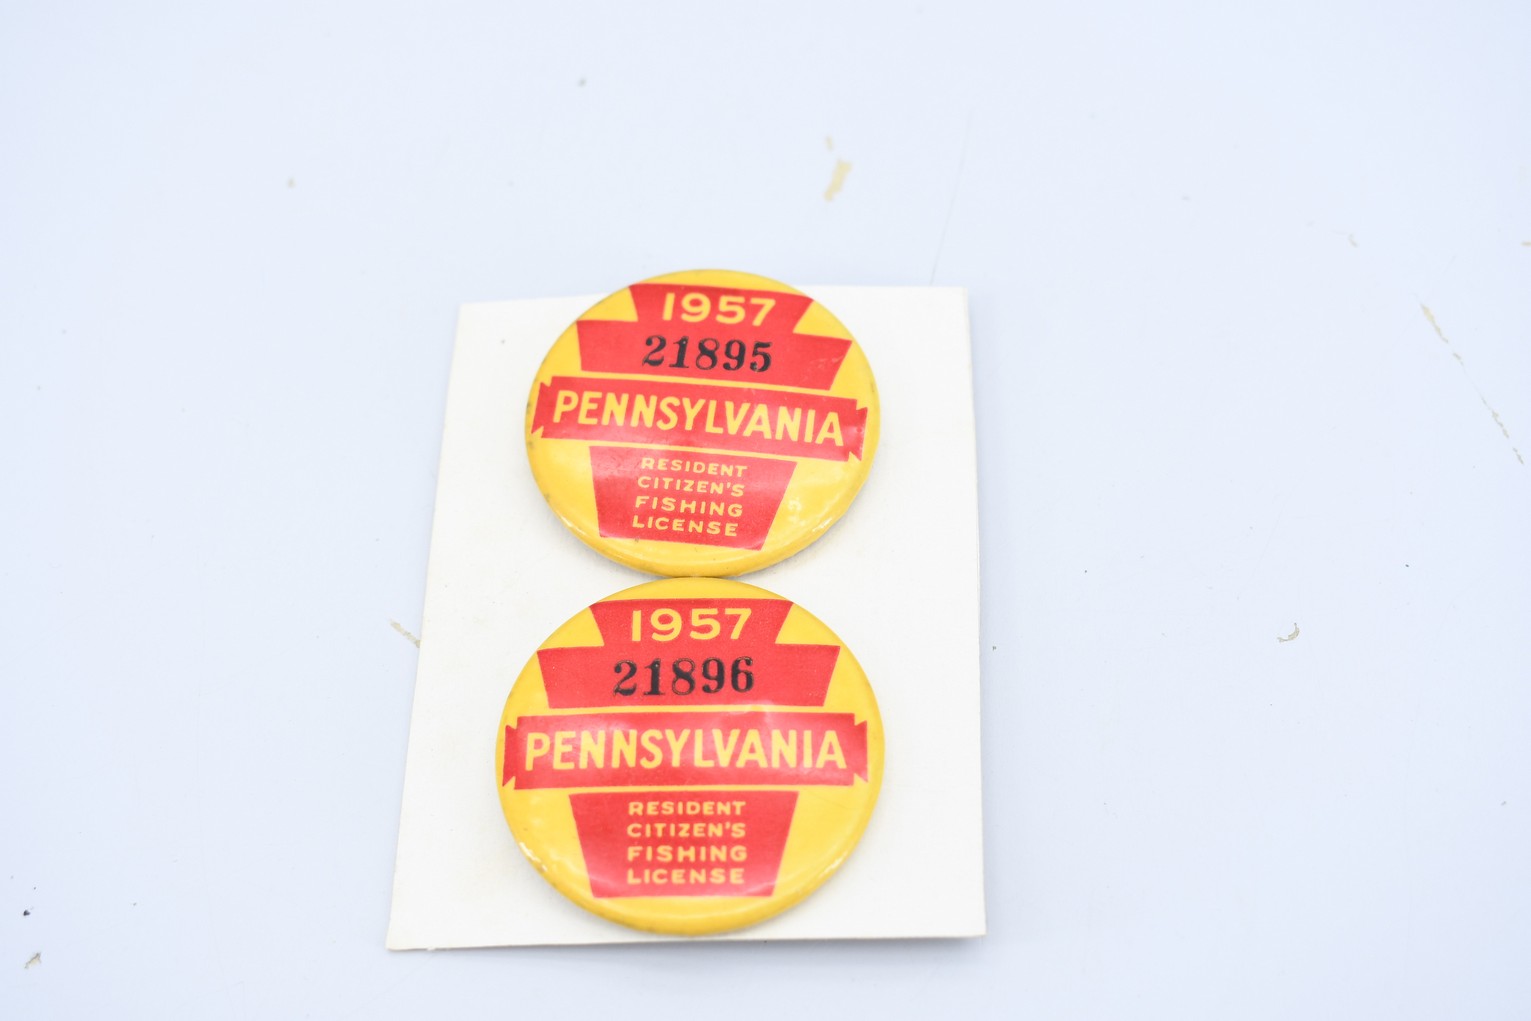 1957
21895
PENNSYLVANIA
RESIDENT
CITIZEN'S
FISHING
LICENSE
1957
21896
PENNSYLVANIA
RESIDENT
CITIZEN'S
FISHING
LICENSE